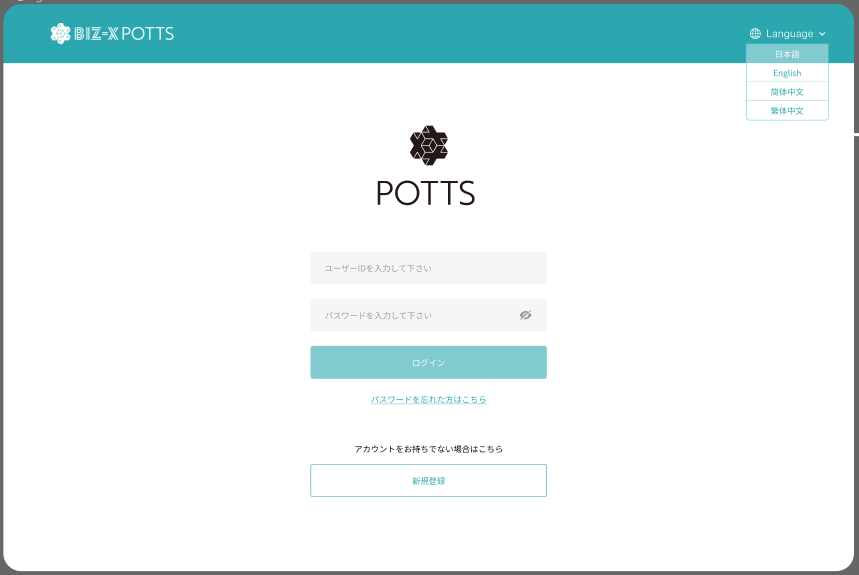 BIZ-X POTTS
Language
日本語
English
简体中文
繁体中文
POTTS
ユーザーIDを入力して下さい
パスワードを入力して下さい
ログイン
パスワードを忘れた方はこちら
アカウントをお持ちでない場合はこちら
新規登録